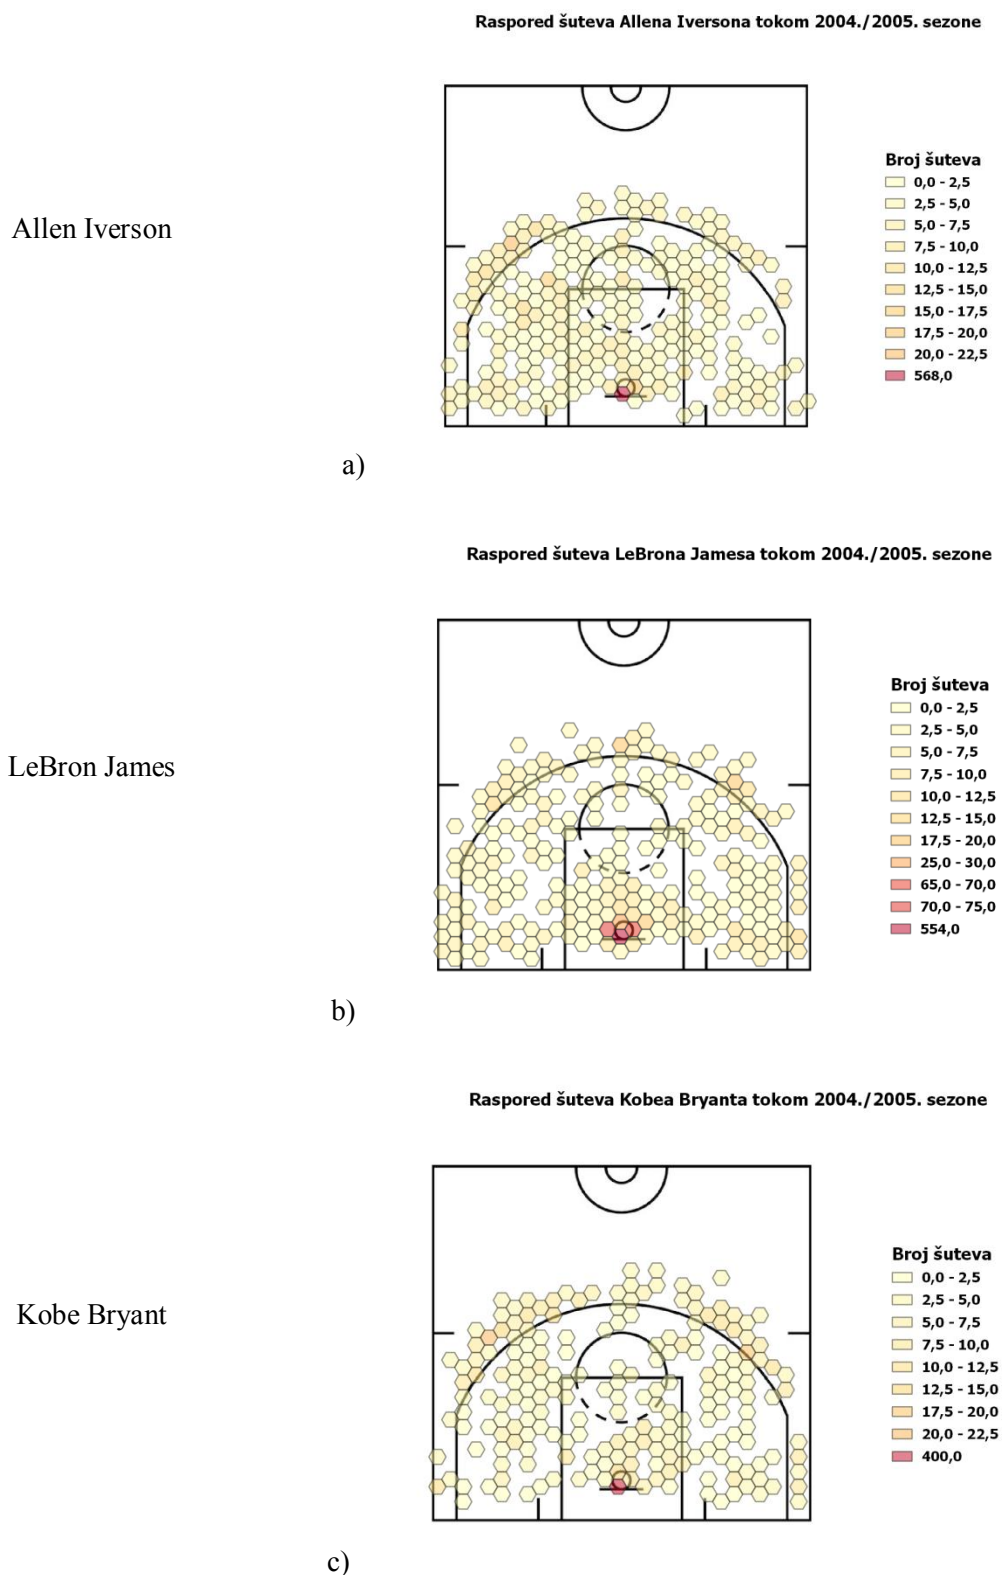 Raspored šuteva Allena Iversona tokom 2004./2005. sezone
Allen Iverson
Broj šuteva
0,0 - 2,5
2,5 - 5,0
5,0 - 7,5
7,5 - 10,0
10,0 - 12,5
12,5 - 15,0
15,0 - 17,5
17,5 - 20,0
20,0 - 22,5
568,0
a)
Raspored šuteva LeBrona Jamesa tokom 2004./2005. sezone
LeBron James
Broj šuteva
0,0 - 2,5
2,5 - 5,0
5,0 - 7,5
7,5 - 10,0
10,0 - 12,5
12,5 - 15,0
17,5 - 20,0
25,0 - 30,0
65,0 - 70,0
70,0 - 75,0
554,0
b)
Raspored šuteva Kobea Bryanta tokom 2004./2005. sezone
Kobe Bryant
Broj šuteva
0,0 - 2,5
2,5 - 5,0
5,0 - 7,5
7,5 - 10,0
10,0 - 12,5
12,5 - 15,0
17,5 - 20,0
20,0 - 22,5
400,0
c)